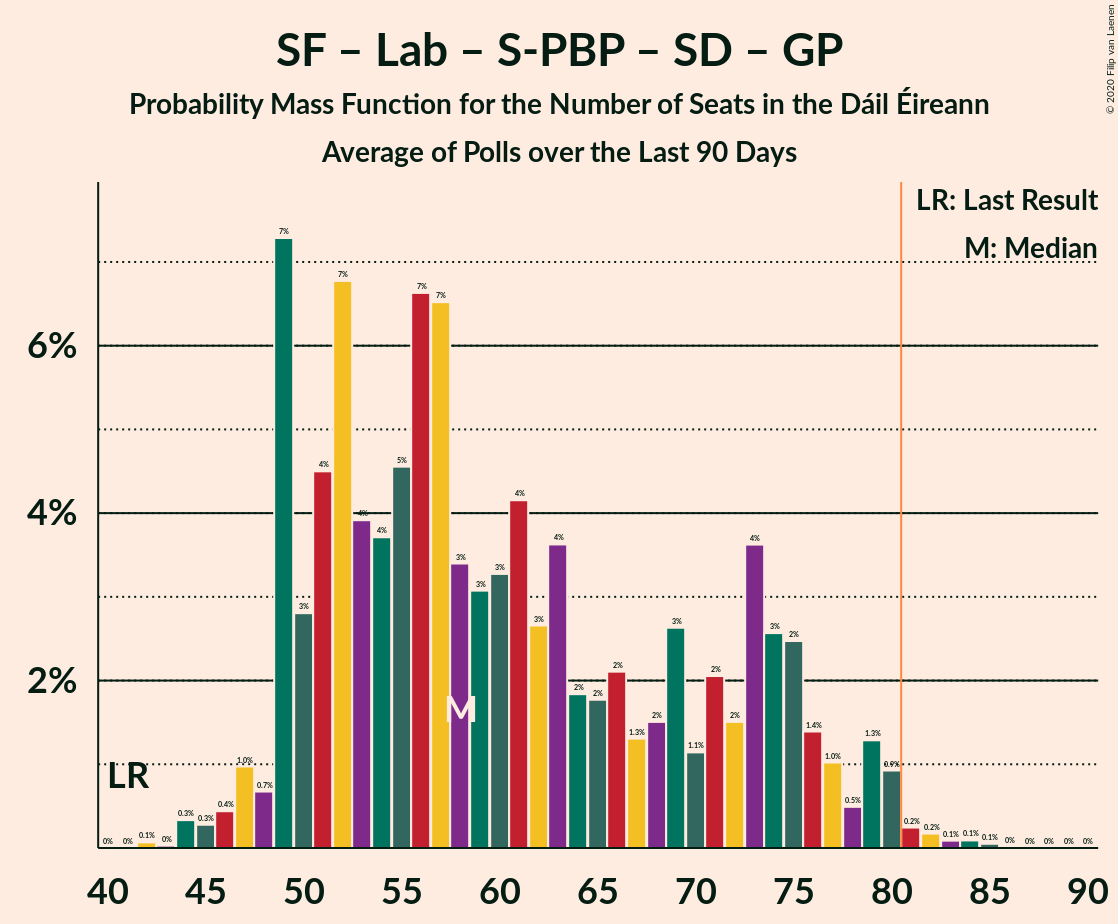 SF – Lab – S-PBP – SD – GP
Probability Mass Function for the Number of Seats in the Dáil Éireann
Average of Polls over the Last 90 Days
© 2020 Filip van Laenen
LR: Last Result
M: Median
6%
4%
2%
LR
M
0% 0% 0.1% 0% 0.3% 0.3% 0.4% 1.0% 0.7% 7% 3% 4% 7% 4% 4% 5% 7% 7% 3% 3% 3% 4% 3% 4% 2% 2% 2% 1.3% 2% 3% 1.1% 2% 2% 4% 3% 2% 1.4% 1.0% 0.5% 1.3% 0.9% 0.2% 0.2% 0.1% 0.1% 0.1% 0% 0% 0% 0% 0%
40 45 50 55 60 65 70 75 80 85 90